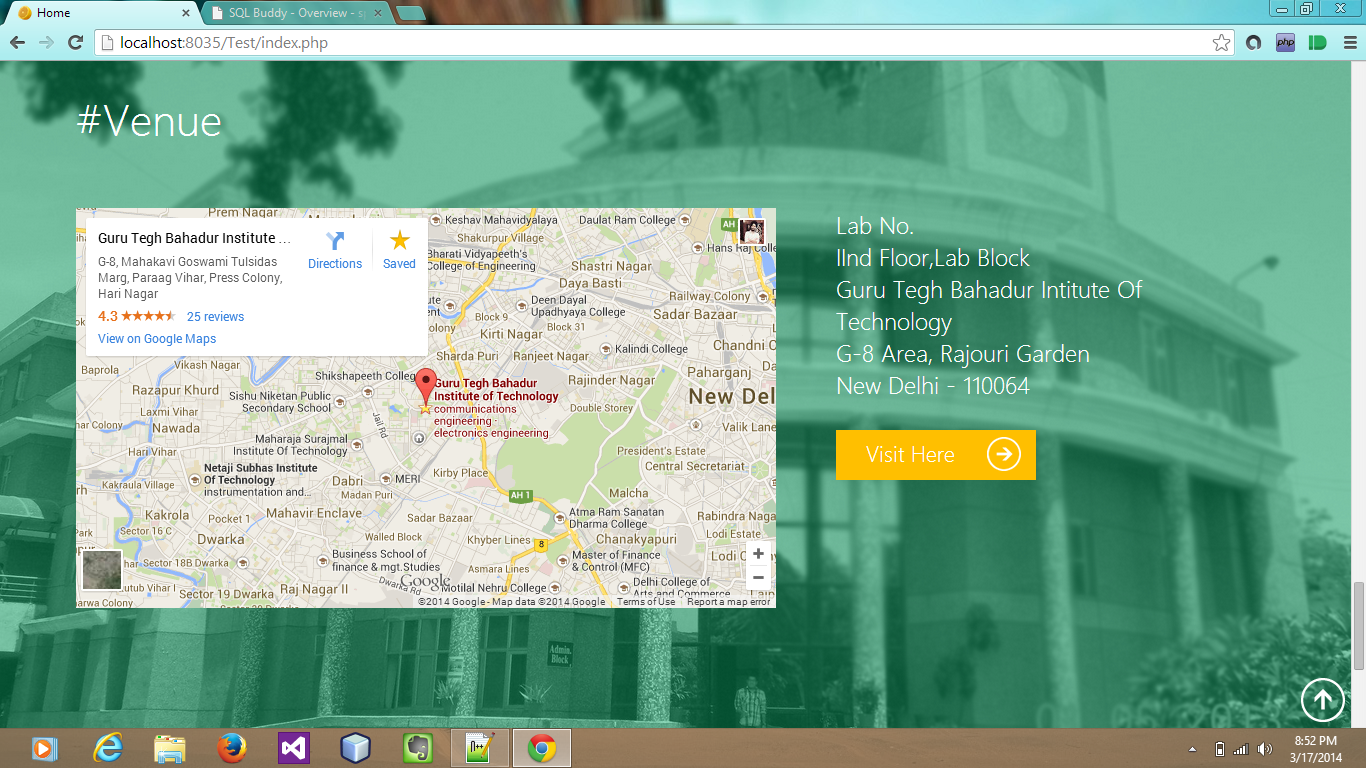 Home
SQL Buddy - Overview - s
localhost:8035/Test/index.php
php
#Venue
Guru Tegh Bahadur Institute ...
G-8, Mahakavi Goswami Tulsidas
Marg, Paraag Vihar, Press Colony,
Hari Nagar
4.3
25 reviews
View on Google Maps
Directions
Saved
Prem Nagar
Keshav Mahavidyalaya
Daulat Ram College
AH
Shakurpur Village
Hans Raj College
Bharati Vidyapeeth's
College of Engineering
Shastri Nagar
Daya Basti
Railway Colony
Deen Dayal
Upadhyaya College
Sadar Bazaar
Block 9
Block 31
Kirti Nagar
Kalindi College
Chandni C
Vikash Nagar
Sharda Puri
Ranjeet Nagar
Paharganj
Baprola
Razapur Khurd
Shikshapeeth College
Rajinder Nagar
Sishu Niketan Public
Secondary School
Guru Tegh Bahadur
Institute of Technology
communications
engineering -
electronics engineering
New Del
Double Storey
Laxmi Vihar
Jail Rd
Valik Lane
Mohan Garden
Hari Vihar
Maharaja Surajmal
Institute Of Technology
President's Estate
Central Secretariat
Nawada
Netaji Subhas Institute
Of Technology
instrumentation and...
Kakraula
Nangli Vihar
Dabri
MERI
Kirby Place
Madan Puri
AH 1
Malcha
Kakrola
Pocket 1
Mahavir Enclave
Sadar Bazaar
Atma Ram Sanatan
Dharma College
Rabindra Nagar
Sector 16 C
Dwarka
Walled Block
Khyber Lines
Chanakyapuri
Lodi Estate
Park
Business School of
finance & mgt.Studies
8
Master of Finance
& Control (MFC)
Lodi C
Sector 18B Dwarka
Asmara Lines
Raj Nagar II
Google
Dwarka Rd
Motilal Nehru College
Delhi College of
Arts and Commerce
Sector 19 Dwarka
©2014 Google - Map data ©2014 Google
Terms of Use
Report a map error
+
−
Lab No.
IInd Floor,Lab Block
Guru Tegh Bahadur Intitute Of
Technology
G-8 Area, Rajouri Garden
New Delhi - 110064
Visit Here
Admin.
Block
8:52 PM
3/17/2014